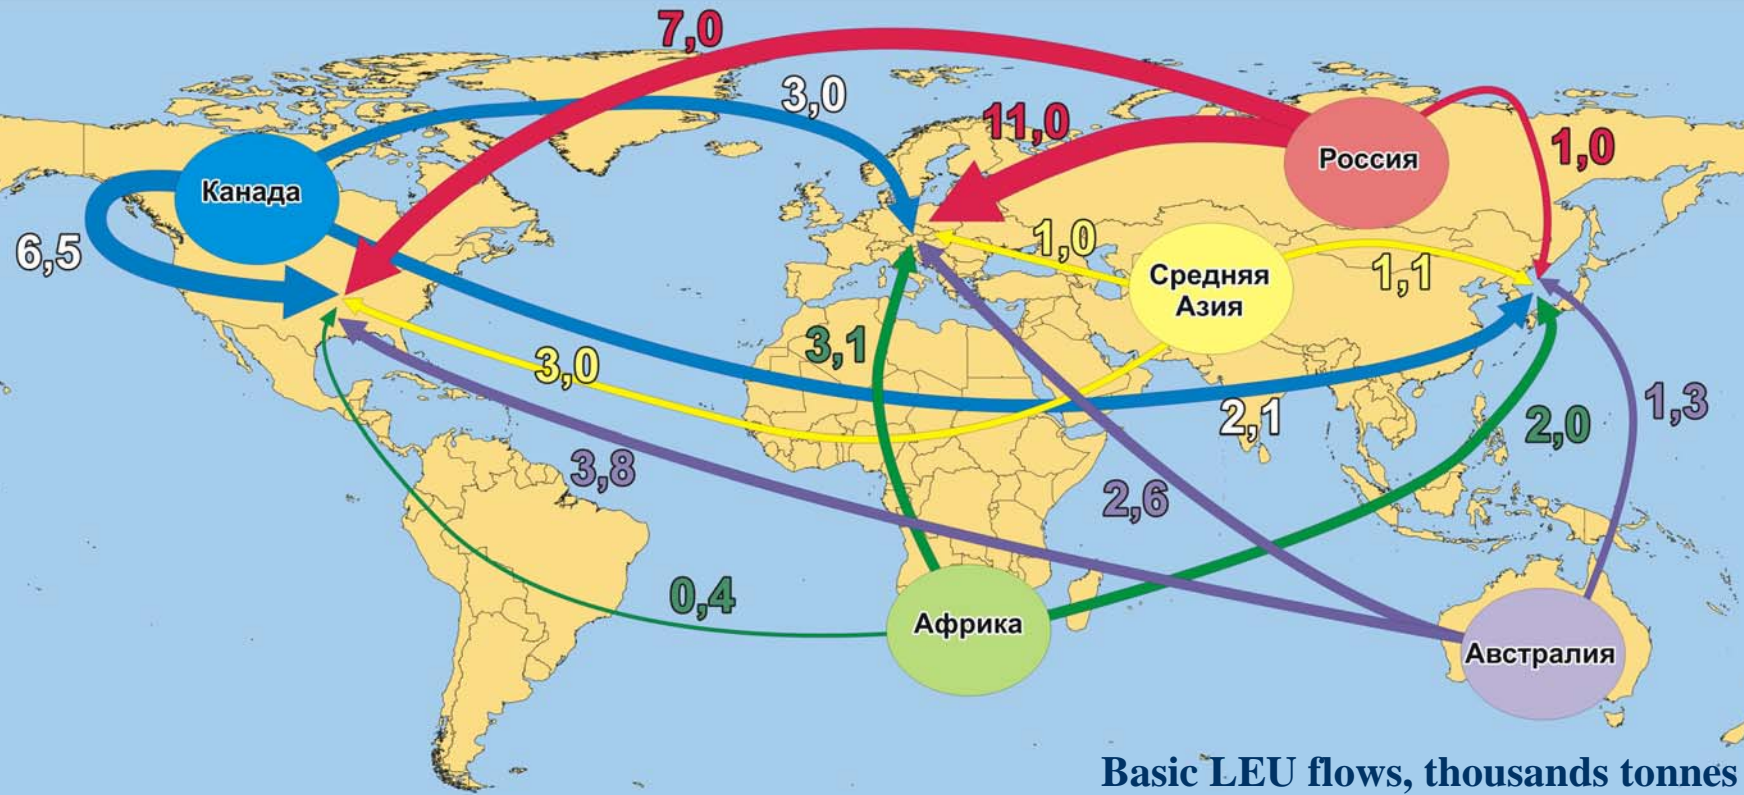 7,0
3,0
11,0
1,0
Россия
Канада
6,5
1,0
Средняя
Азия
1,1
3,1
3,0
2,1
2,0
1,3
3,8
2,6
0,4
Африка
Австралия
Basic LEU flows, thousands tonnes